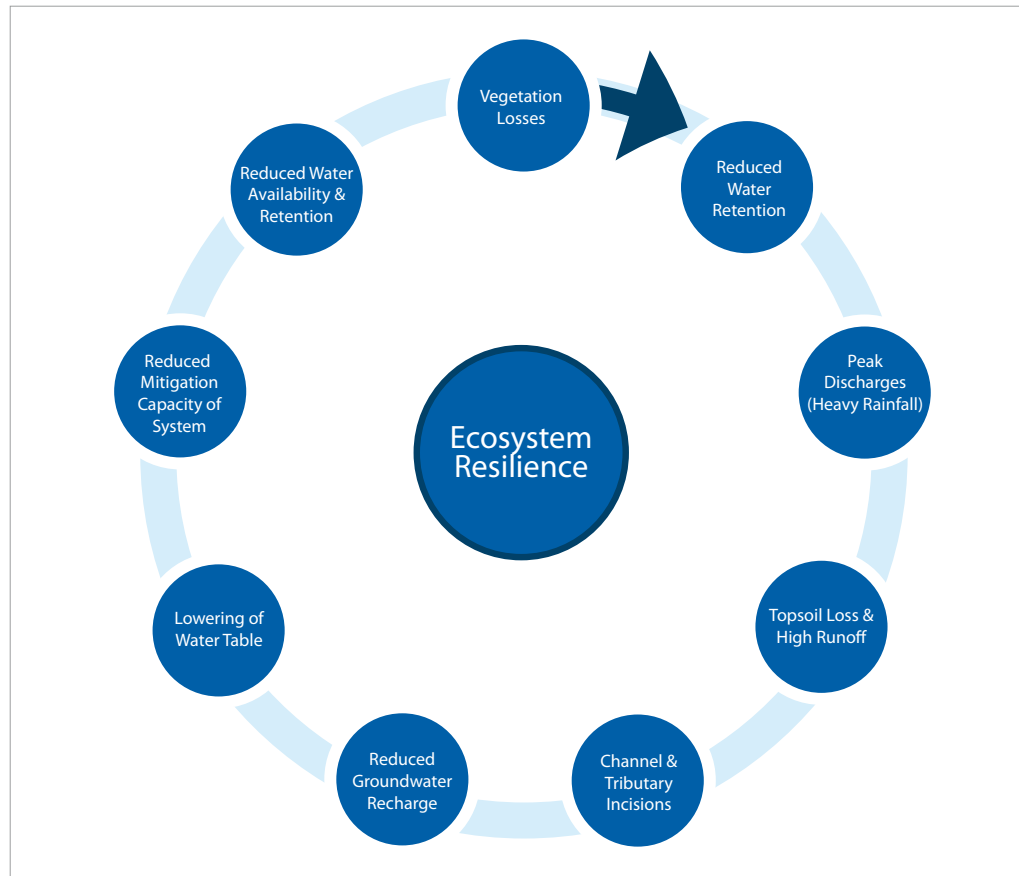 Vegetation
Losses
Reduced
Water
Retention
Peak
Discharges
(Heavy Rainfall)
Topsoil Loss &
High Runoff
Channel &
Tributary
Incisions
Reduced
Groundwater
Recharge
Lowering of
Water Table
Reduced
Mitigation
Capacity of
System
Reduced Water
Availability &
Retention
Ecosystem
Resilience